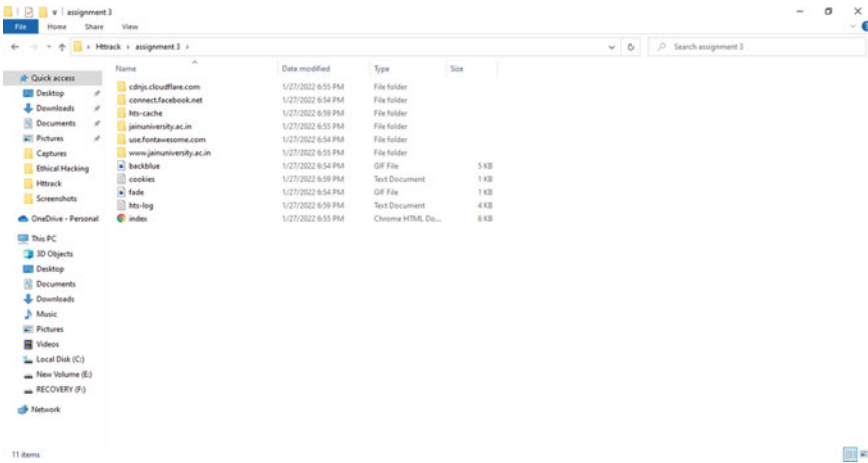 assignment 3
File Home Share View
Httrack › assignment 3 ›
Search assignment 3
Name Date modified Type Size
Quick access
Desktop
Downloads
Documents
Pictures
Captures
Ethical Hacking
Httrack
Screenshots
OneDrive - Personal
This PC
3D Objects
Desktop
Documents
Downloads
Music
Pictures
Videos
Local Disk (C:)
New Volume (E:)
RECOVERY (F:)
Network
cdnjs.cloudflare.com 1/27/2022 6:55 PM File folder
connect.facebook.net 1/27/2022 6:54 PM File folder
hts-cache 1/27/2022 6:59 PM File folder
jainuniversity.ac.in 1/27/2022 6:55 PM File folder
use.fontawesome.com 1/27/2022 6:54 PM File folder
www.jainuniversity.ac.in 1/27/2022 6:55 PM File folder
backblue 1/27/2022 6:54 PM GIF File 5 KB
cookies 1/27/2022 6:59 PM Text Document 1 KB
fade 1/27/2022 6:54 PM GIF File 1 KB
hts-log 1/27/2022 6:59 PM Text Document 4 KB
index 1/27/2022 6:55 PM Chrome HTML Do... 6 KB
11 items